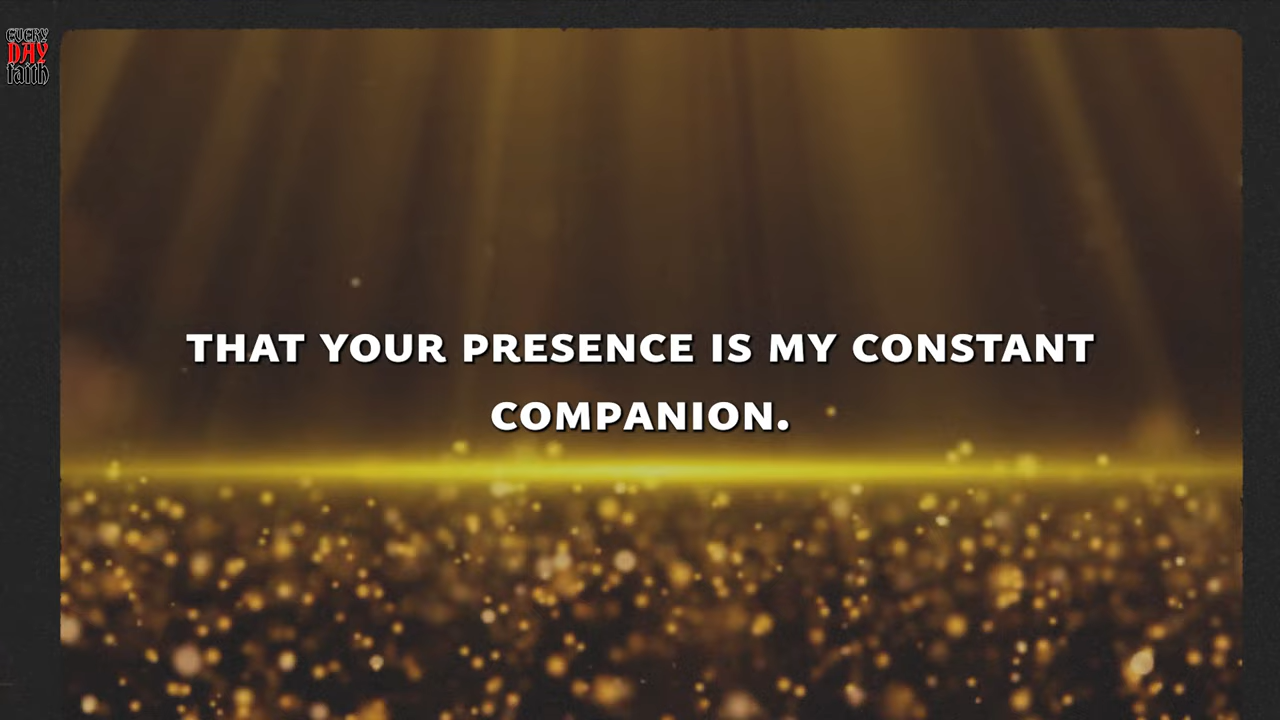 EVERY
DAY
faith
THAT YOUR PRESENCE IS MY CONSTANT
COMPANION.